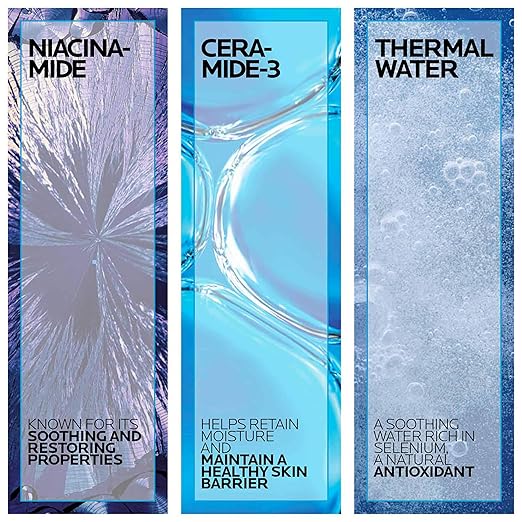 NIACINA-
MIDE
KNOWN FOR ITS
SOOTHING AND
RESTORING
PROPERTIES
CERA-
MIDE-3
HELPS RETAIN
MOISTURE
AND
MAINTAIN A
HEALTHY SKIN
BARRIER
THERMAL
WATER
A SOOTHING
WATER RICH IN
SELENIUM,
A NATURAL
ANTIOXIDANT